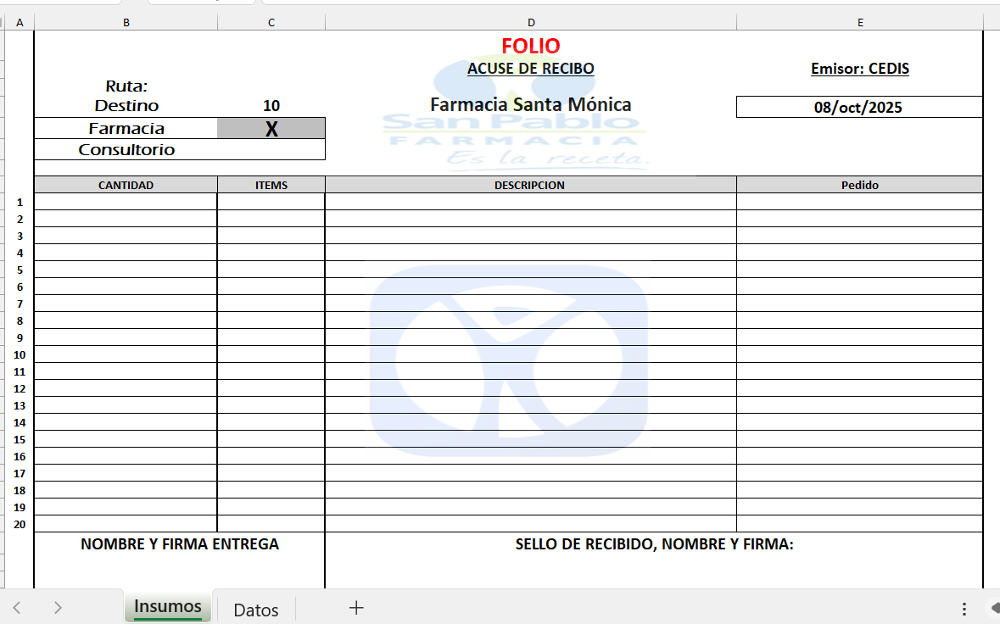 A B C D E
FOLIO
ACUSE DE RECIBO
Emisor: CEDIS
Ruta:
Destino 10 Farmacia Santa Mónica 08/oct/2025
San Pablo
Farmacia X
FARMACIA
Consultorio
Es la receta.
CANTIDAD ITEMS DESCRIPCION Pedido
1
2
3
4
5
6
7
8
9
10
11
12
13
14
15
16
17
18
19
20
NOMBRE Y FIRMA ENTREGA SELLO DE RECIBIDO, NOMBRE Y FIRMA:
Insumos Datos